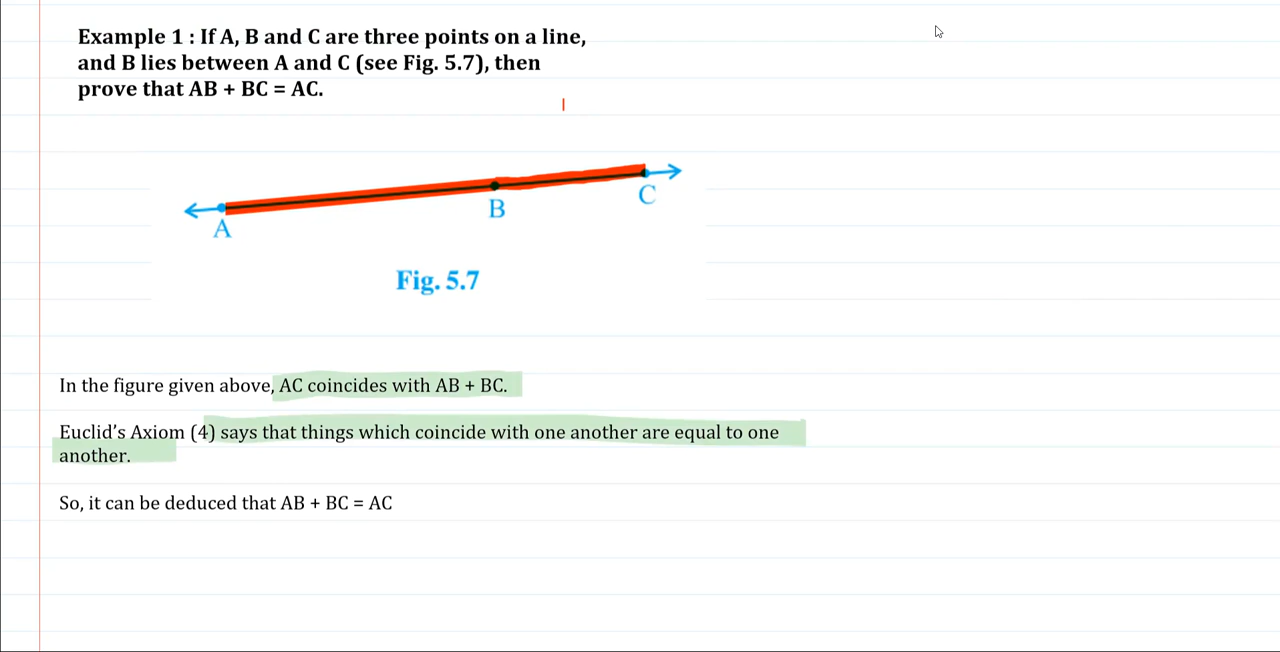 Example 1 : If A, B and C are three points on a line,
and B lies between A and C (see Fig. 5.7), then
prove that AB + BC = AC.
A
B
C
Fig. 5.7
In the figure given above, AC coincides with AB + BC.
Euclid’s Axiom (4) says that things which coincide with one another are equal to one
another.
So, it can be deduced that AB + BC = AC